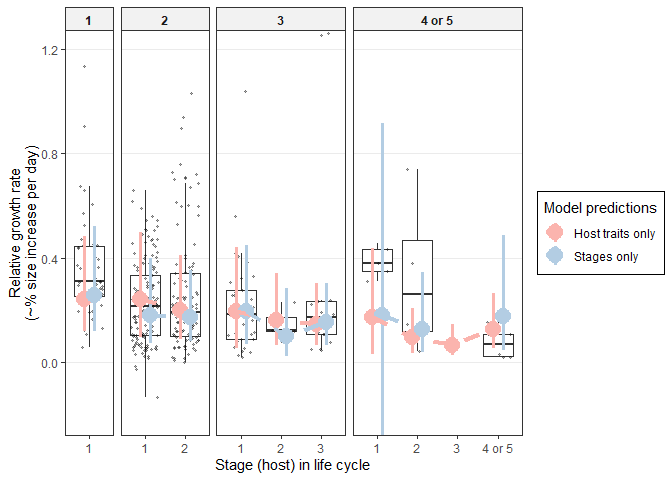 1 2 3 4 or 5
Relative growth rate
(~% size increase per day)
1.2
0.8
0.4
0.0
1 1 2 1 2 3 1 2 3 4 or 5
Stage (host) in life cycle
Model predictions
Host traits only
Stages only